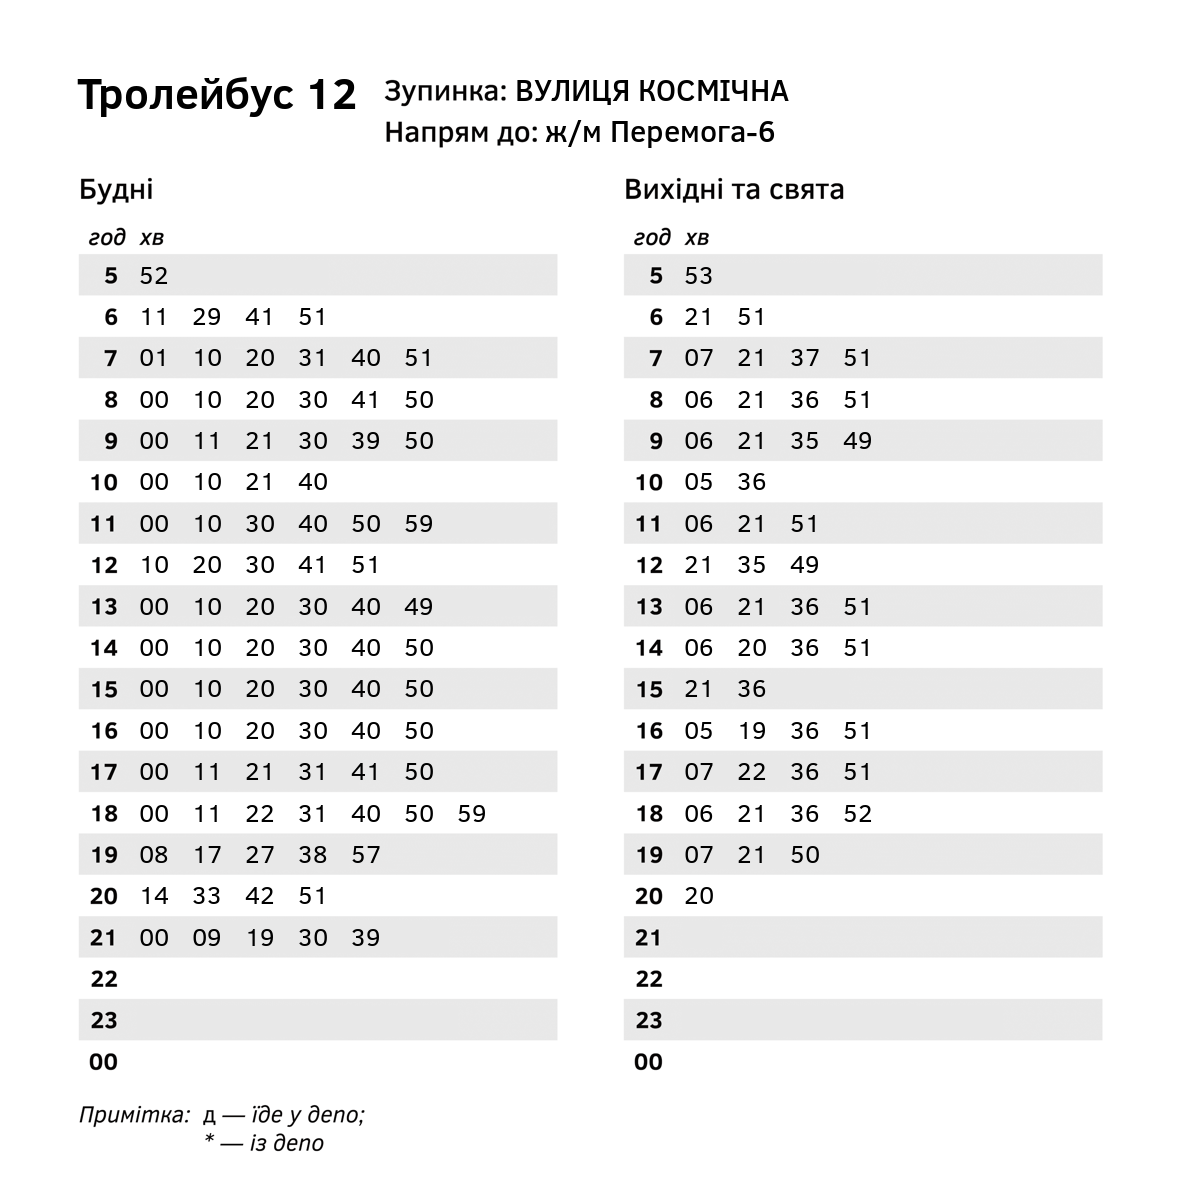 Тролейбус 12
Зупинка: ВУЛИЦЯ КОСМІЧНА
Напрям до: ж/м Перемога-6
Будні
год хв
5 52
6 11 29 41 51
7 01 10 20 31 40 51
8 00 10 20 30 41 50
9 00 11 21 30 39 50
10 00 10 21 40
11 00 10 30 40 50 59
12 10 20 30 41 51
13 00 10 20 30 40 49
14 00 10 20 30 40 50
15 00 10 20 30 40 50
16 00 10 20 30 40 50
17 00 11 21 31 41 50
18 00 11 22 31 40 50 59
19 08 17 27 38 57
20 14 33 42 51
21 00 09 19 30 39
22
23
00
Вихідні та свята
год хв
5 53
6 21 51
7 07 21 37 51
8 06 21 36 51
9 06 21 35 49
10 05 36
11 06 21 51
12 21 35 49
13 06 21 36 51
14 06 20 36 51
15 21 36
16 05 19 36 51
17 07 22 36 51
18 06 21 36 52
19 07 21 50
20 20
21
22
23
00
Примітка: д — їде у депо;
* — із депо